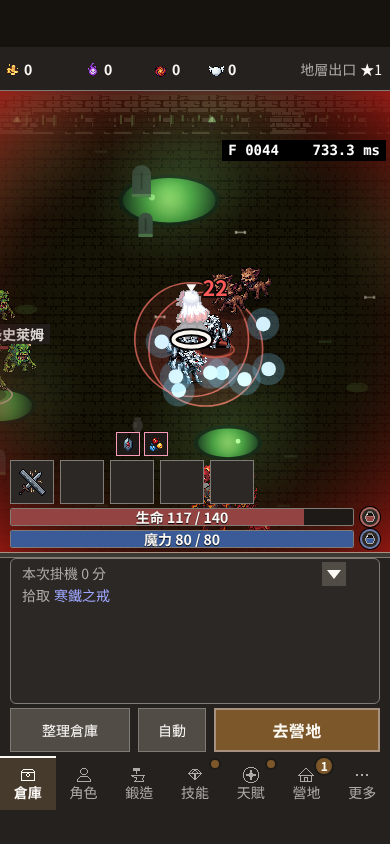 0 0 0 0 地層出口 ★1
F 0044 733.3 ms
22
史萊姆
生命 117 / 140
魔力 80 / 80
本次掛機 0 分
拾取 寒鐵之戒
整理倉庫 自動 去營地
1
倉庫 角色 鍛造 技能 天賦 營地 更多